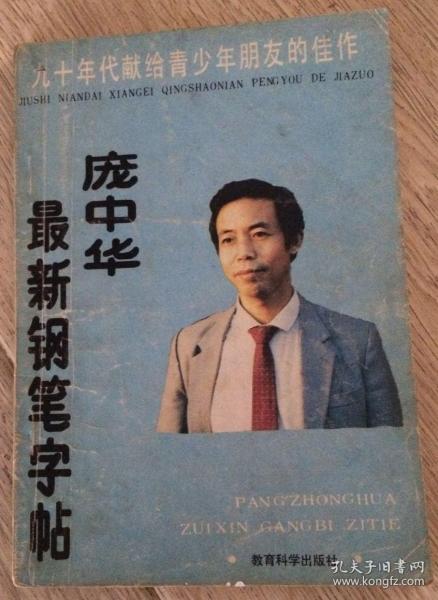 九十年代献给青少年朋友的佳作
JIUSHI NIANDAI XIANGEI QINGSHAONIAN PENGYOU DE JIAZUO
庞中华
最新钢笔字帖
PANGZHONGHUA
ZUIXIN GANGBI ZITIE
·教育科学出版社·
孔夫子旧书网
www.kongfz.com